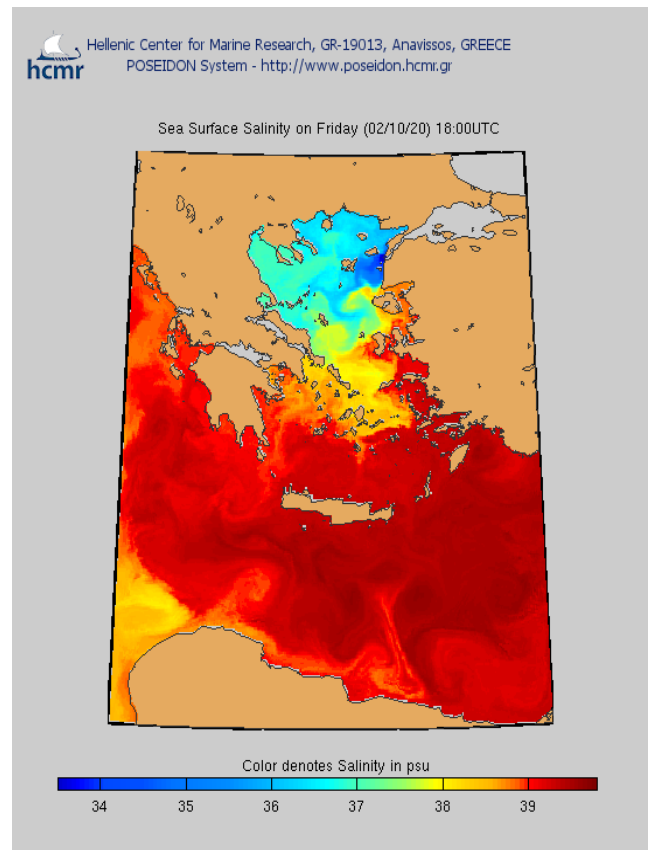 Hellenic Center for Marine Research, GR-19013, Anavissos, GREECE
hcmr
POSEIDON System - http://www.poseidon.hcmr.gr
Sea Surface Salinity on Friday (02/10/20) 18:00UTC
Color denotes Salinity in psu
34 35 36 37 38 39